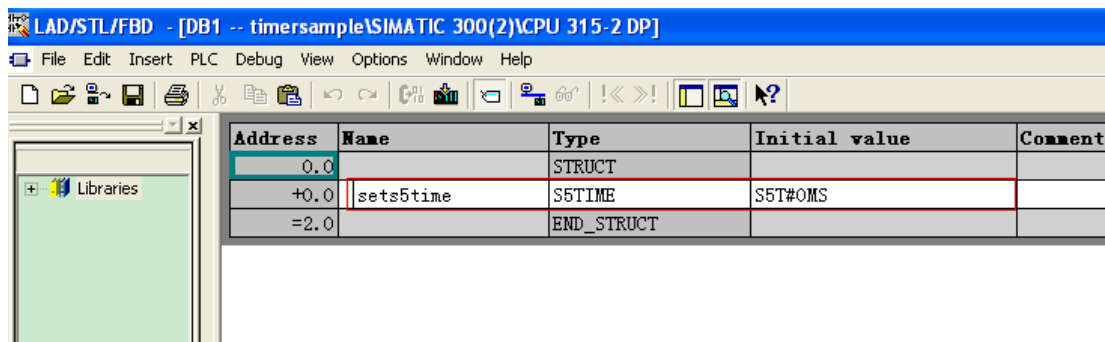 LAD/STL/FBD - [DB1 -- timersample\SIMATIC 300(2)\CPU 315-2 DP]
File Edit Insert PLC Debug View Options Window Help
Address Name Type Initial value Comment
0.0 STRUCT
Libraries
+0.0 sets5time S5TIME S5T#0MS
=2.0 END_STRUCT